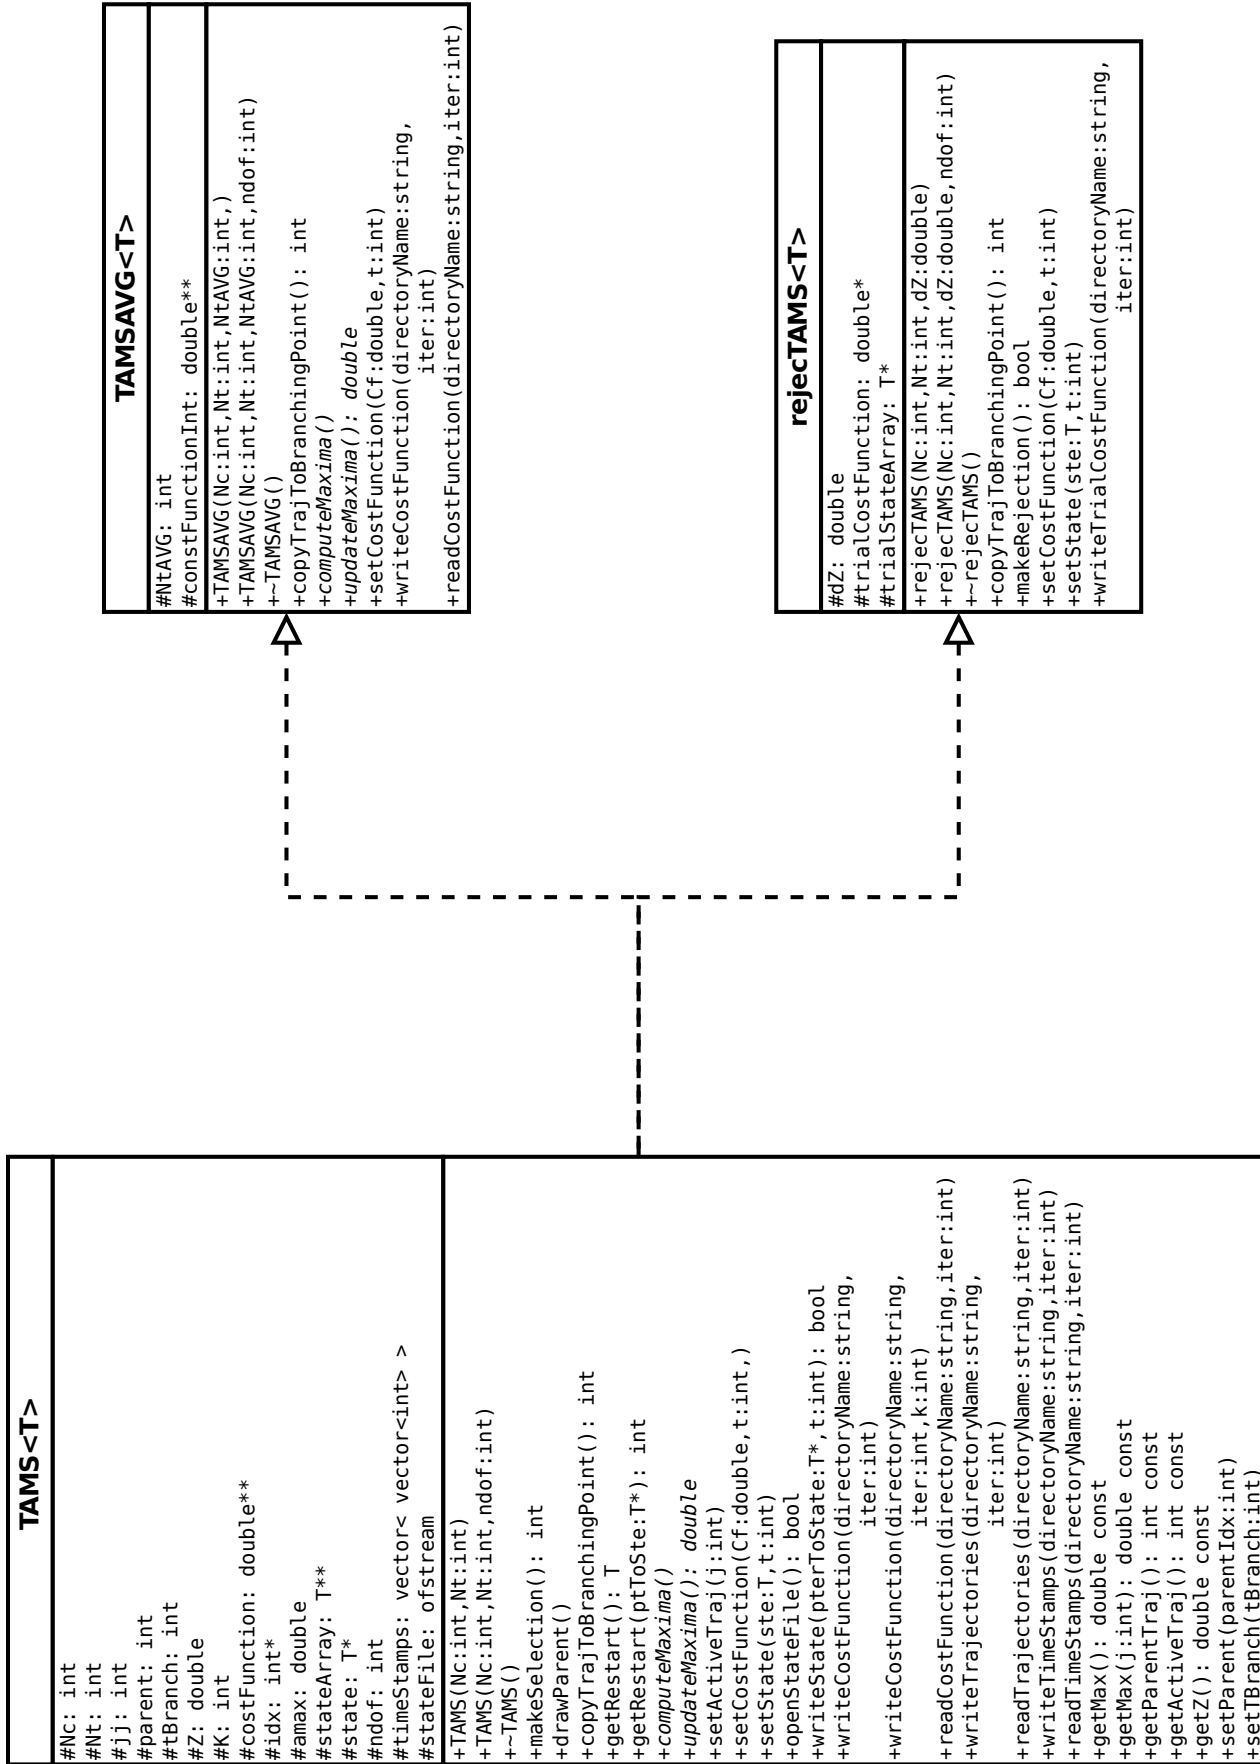 TAMS<T>
#Nc: int
#Nt: int
#jj: int
#parent: int
#tBranch: int
#Z: double
#K: int
#costFunction: double**
#idx: int*
#amax: double
#stateArray: T**
#state: T*
#ndof: int
#timeStamps: vector< vector<int> >
#stateFile: ofstream
+TAMS(Nc:int,Nt:int)
+TAMS(Nc:int,Nt:int,ndof:int)
+~TAMS()
+makeSelection(): int
+drawParent()
+copyTrajToBranchingPoint(): int
+getRestart(): T
+getRestart(ptToSte:T*): int
+computeMaxima()
+updateMaxima(): double
+setActiveTraj(j:int)
+setCostFunction(Cf:double,t:int,)
+setState(ste:T,t:int)
+openStateFile(): bool
+writeState(pterToState:T*,t:int): bool
+writeCostFunction(directoryName:string,
iter:int)
+writeCostFunction(directoryName:string,
iter:int,k:int)
+readCostFunction(directoryName:string,iter:int)
+writeTrajectories(directoryName:string,
iter:int)
+readTrajectories(directoryName:string,iter:int)
+writeTimeStamps(directoryName:string,iter:int)
+readTimeStamps(directoryName:string,iter:int)
+getMax(): double const
+getMax(j:int): double const
+getParentTraj(): int const
+getActiveTraj(): int const
+getZ(): double const
+setParent(parentIdx:int)
+setTBranch(tBranch:int)
TAMSAVG<T>
#NtAVG: int
#constFunctionInt: double**
+TAMSAVG(Nc:int,Nt:int,NtAVG:int,)
+TAMSAVG(Nc:int,Nt:int,NtAVG:int,ndof:int)
+~TAMSAVG()
+copyTrajToBranchingPoint(): int
+computeMaxima()
+updateMaxima(): double
+setCostFunction(Cf:double,t:int)
+writeCostFunction(directoryName:string,
iter:int)
+readCostFunction(directoryName:string,iter:int)
rejecTAMS<T>
#dZ: double
#trialCostFunction: double*
#trialStateArray: T*
+rejecTAMS(Nc:int,Nt:int,dZ:double)
+rejecTAMS(Nc:int,Nt:int,dZ:double,ndof:int)
+~rejecTAMS()
+copyTrajToBranchingPoint(): int
+makeRejection(): bool
+setCostFunction(Cf:double,t:int)
+setState(ste:T,t:int)
+writeTrialCostFunction(directoryName:string,
iter:int)